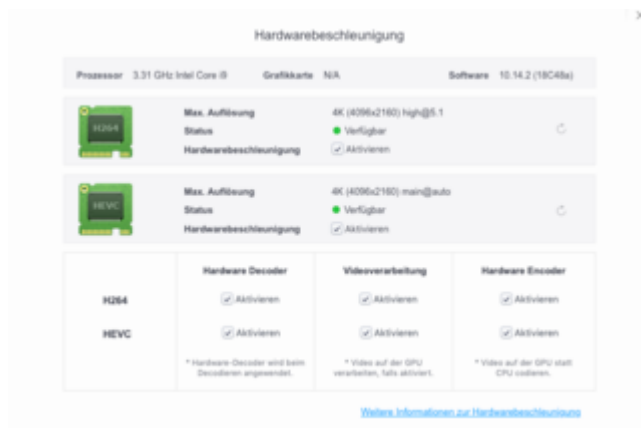 Hardwarebeschleunigung
Prozessor 3.31 GHz Intel Core i9 Grafikkarte N/A Software 10.14.2 (18C48a)
H264
Max. Auflösung 4K (4096x2160) high@5.1
Status Verfügbar
Hardwarebeschleunigung Aktivieren
HEVC
Max. Auflösung 4K (4096x2160) main@auto
Status Verfügbar
Hardwarebeschleunigung Aktivieren
Hardware Decoder Videoverarbeitung Hardware Encoder
H264 Aktivieren Aktivieren Aktivieren
HEVC Aktivieren Aktivieren Aktivieren
* Hardware-Decoder wird beim * Video auf der GPU * Video auf der GPU statt
Decodieren angewendet. verarbeiten, falls aktiviert. CPU codieren.
Weitere Informationen zur Hardwarebeschleunigung